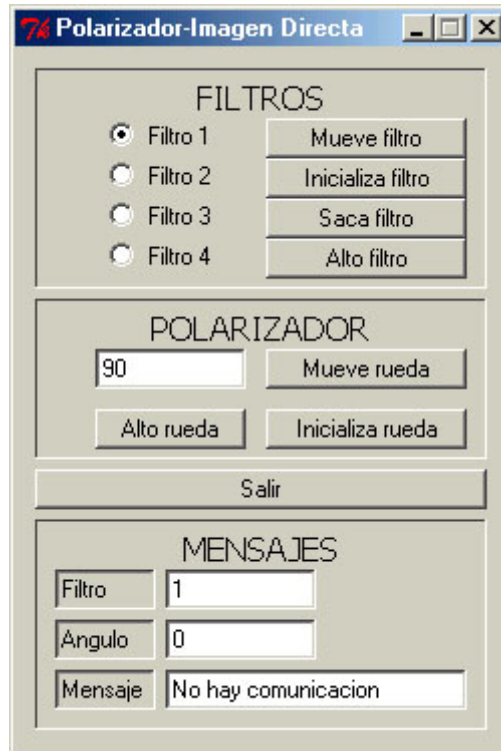 Polarizador-Imagen Directa
FILTROS
Filtro 1
Mueve filtro
Filtro 2
Inicializa filtro
Filtro 3
Saca filtro
Filtro 4
Alto filtro
POLARIZADOR
90
Mueve rueda
Alto rueda
Inicializa rueda
Salir
MENSAJES
Filtro
1
Angulo
0
Mensaje
No hay comunicacion